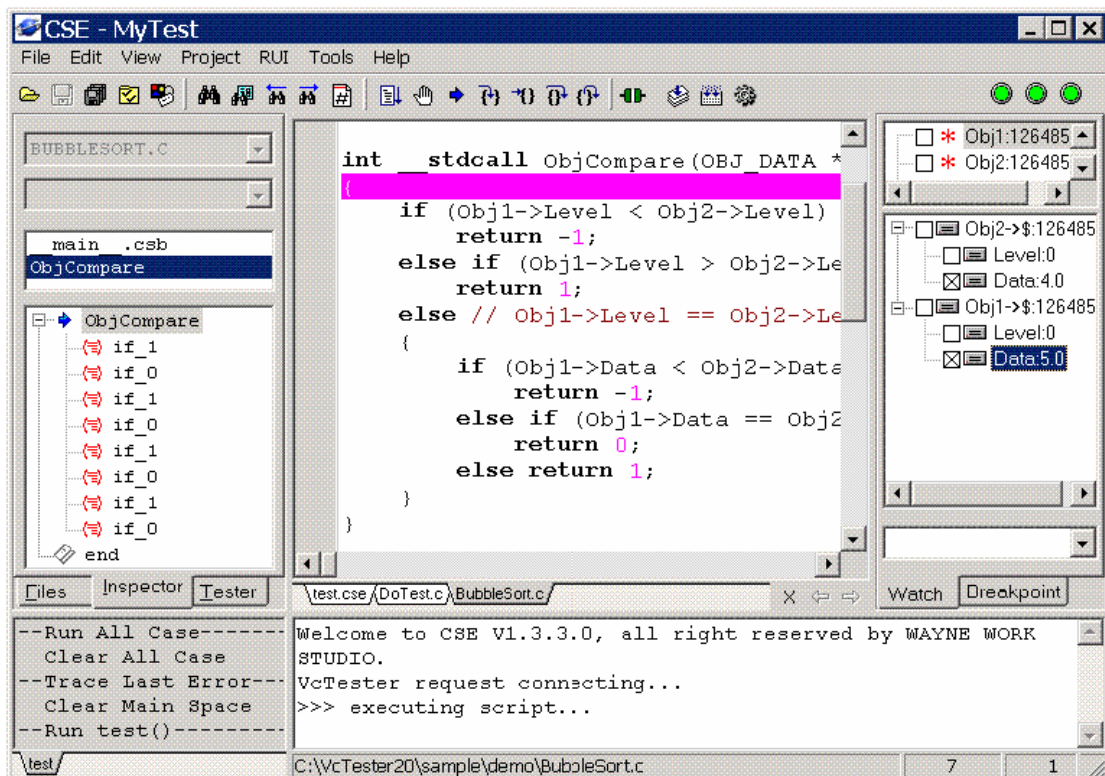 CSE - MyTest
File Edit View Project RUI Tools Help
BUBBLESORT.C
__main__.csb
ObjCompare
ObjCompare
if_1
if_0
if_1
if_0
if_1
if_0
if_1
if_0
end
Files Inspector Tester
int __stdcall ObjCompare(OBJ_DATA *
{
if (Obj1->Level < Obj2->Level)
return -1;
else if (Obj1->Level > Obj2->Le
return 1;
else // Obj1->Level == Obj2->Le
{
if (Obj1->Data < Obj2->Data
return -1;
else if (Obj1->Data == Obj2
return 0;
else return 1;
}
}
test.cse DoTest.c BubbleSort.c X
Obj1:126485
Obj2:126485
Obj2->$:126485
Level:0
Data:4.0
Obj1->$:126485
Level:0
Data:5.0
Watch Breakpoint
--Run All Case-------
Clear All Case
--Trace Last Error---
Clear Main Space
--Run test()---------
test
Welcome to CSE V1.3.3.0, all right reserved by WAYNE WORK
STUDIO.
VcTester request connecting...
>>> executing script...
C:\VcTester20\sample\demo\BubbleSort.c 7 1